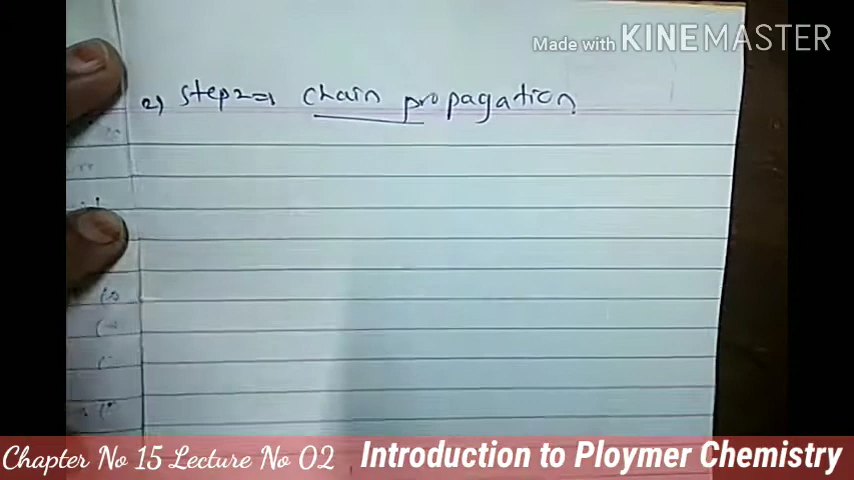 Made with KINEMASTER
2) Step2⇒ Chain propagation
Chapter No 15 Lecture No 02 Introduction to Ploymer Chemistry